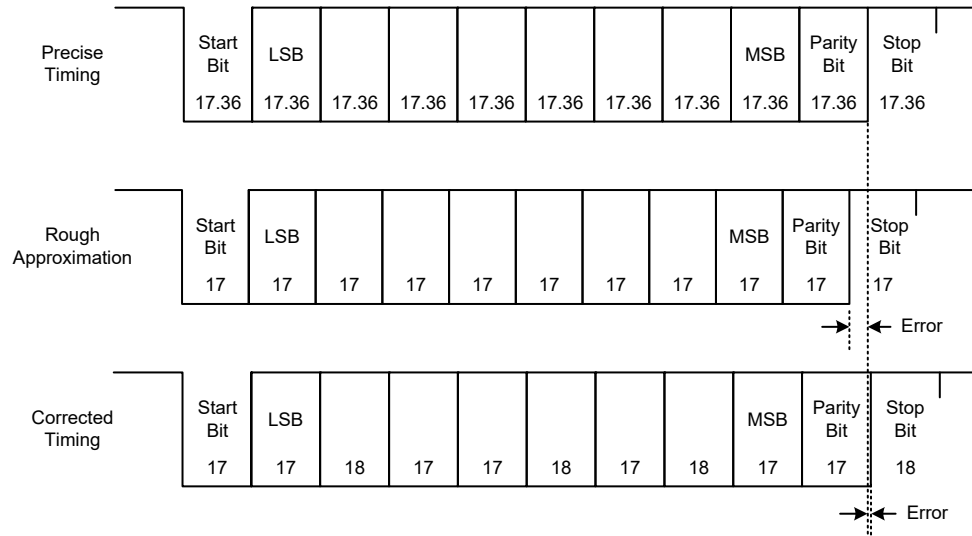 Precise
Timing
Start
Bit
LSB
MSB
Parity
Bit
Stop
Bit
17.36 17.36 17.36 17.36 17.36 17.36 17.36 17.36 17.36 17.36 17.36
Rough
Approximation
Start
Bit
LSB
MSB
Parity
Bit
Stop
Bit
17 17 17 17 17 17 17 17 17 17 17
Error
Corrected
Timing
Start
Bit
LSB
MSB
Parity
Bit
Stop
Bit
17 17 18 17 17 18 17 18 17 17 18
Error